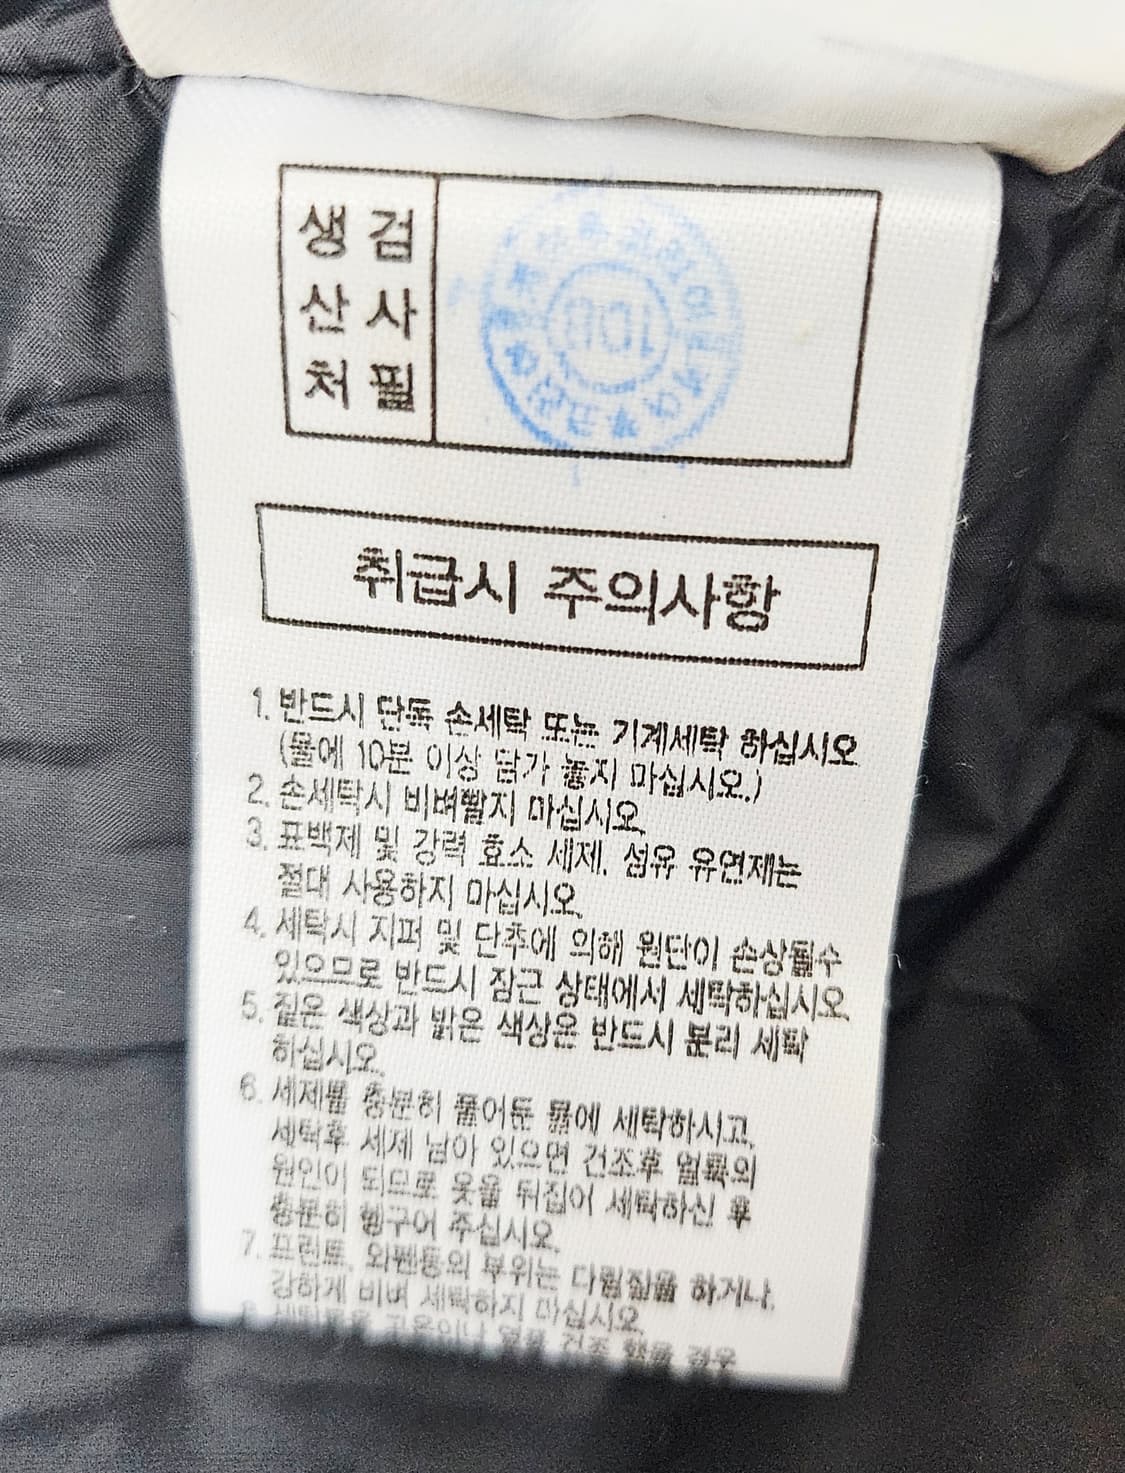 생산처
검사필
108
취급시 주의사항
1. 반드시 단독 손세탁 또는 기계세탁 하십시오
(물에 10분 이상 담가 놓지 마십시오.)
2. 손세탁시 비벼빨지 마십시오.
3. 표백제 및 강력 효소 세제, 섬유 유연제는
절대 사용하지 마십시오.
4. 세탁시 지퍼 및 단추에 의해 원단이 손상될수
있으므로 반드시 잠근 상태에서 세탁하십시오.
5. 짙은 색상과 밝은 색상은 반드시 분리 세탁
하십시오.
6. 세제를 충분히 풀어둔 물에 세탁하시고,
세탁후 세제 남아 있으면 건조후 얼룩의
원인이 되므로 옷을 뒤집어 세탁하신 후
충분히 헹구어 주십시오.
7. 프린트, 와펜등의 부위는 다림질을 하거나,
강하게 비벼 세탁하지 마십시오.
8. 건조 경우